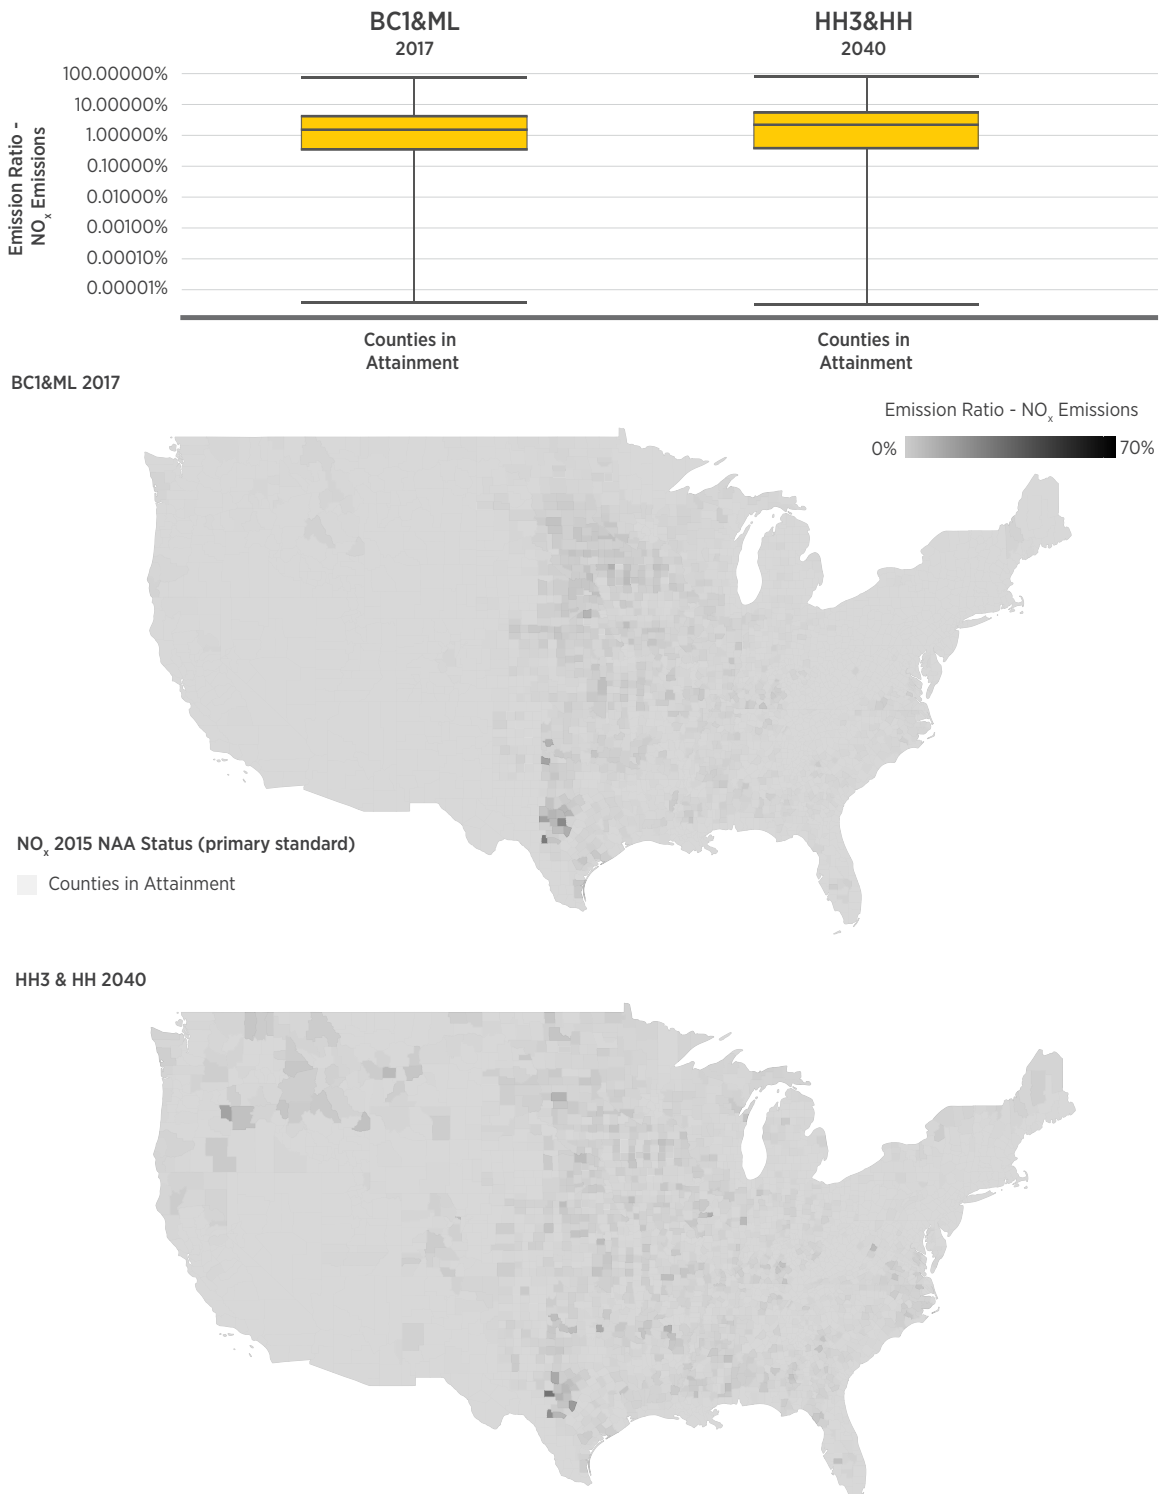 BC1&ML
2017
HH3&HH
2040
Emission Ratio -
NOx Emissions
100.00000%
10.00000%
1.00000%
0.10000%
0.01000%
0.00100%
0.00010%
0.00001%
Counties in
Attainment
Counties in
Attainment
BC1&ML 2017
Emission Ratio - NOx Emissions
0%
70%
NOx 2015 NAA Status (primary standard)
Counties in Attainment
HH3 & HH 2040